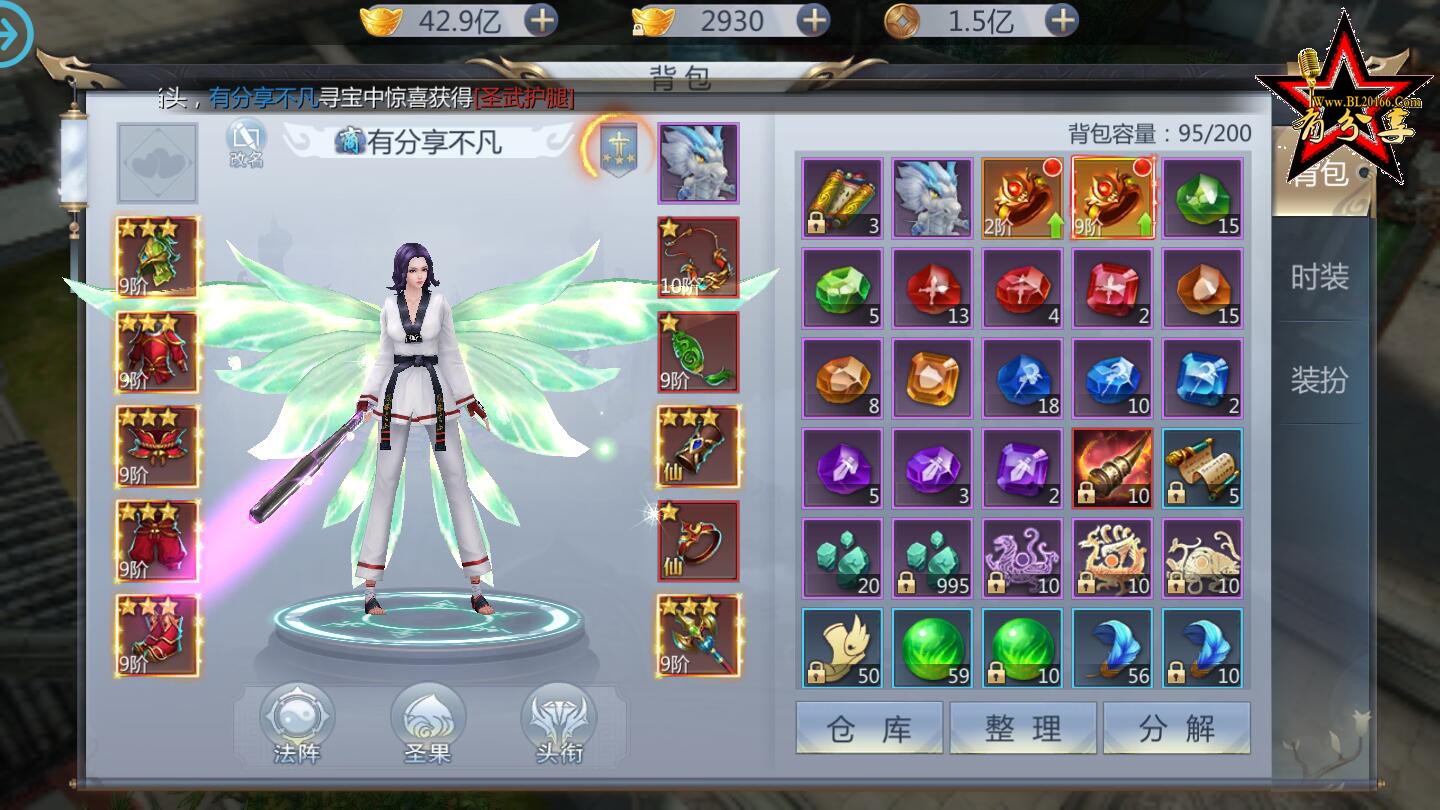 42.9亿
2930
1.5亿
背包
Www.BL20166.Com
有分享
头，有分享不凡寻宝中惊喜获得[圣武护腿]
改名
商 有分享不凡
背包容量：95/200
背包
时装
装扮
9阶
9阶
9阶
9阶
9阶
10阶
9阶
仙
仙
9阶
3
2阶
9阶
15
5
13
4
2
15
8
18
10
2
5
3
2
10
5
20
995
10
10
10
50
59
10
56
10
法阵
圣果
头衔
仓库
整理
分解